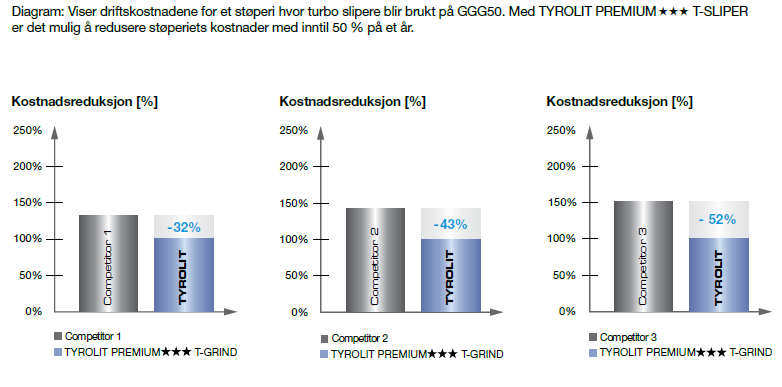 Diagram: Viser driftskostnadene for et støperi hvor turbo slipere blir brukt på GGG50. Med TYROLIT PREMIUM★★★ T-SLIPER
er det mulig å redusere støperiets kostnader med inntil 50 % på et år.
Kostnadsreduksjon [%]
250%
200%
150%
100%
50%
0%
Competitor 1
-32%
TYROLIT
Competitor 1
TYROLIT PREMIUM★★★ T-GRIND
Kostnadsreduksjon [%]
250%
200%
150%
100%
50%
0%
Competitor 2
-43%
TYROLIT
Competitor 2
TYROLIT PREMIUM★★★ T-GRIND
Kostnadsreduksjon [%]
250%
200%
150%
100%
50%
0%
Competitor 3
- 52%
TYROLIT
Competitor 3
TYROLIT PREMIUM★★★ T-GRIND